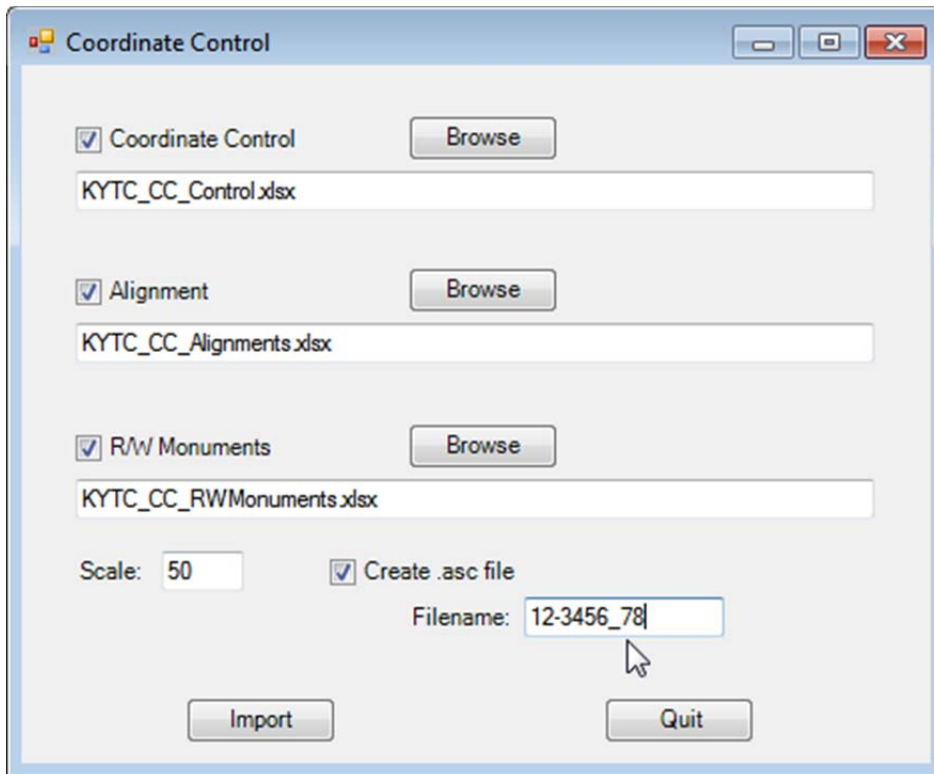 Coordinate Control
Coordinate Control Browse
KYTC_CC_Control.xlsx
Alignment Browse
KYTC_CC_Alignments.xlsx
R/W Monuments Browse
KYTC_CC_RWMonuments.xlsx
Scale: 50 Create .asc file
Filename: 12-3456_78
Import Quit